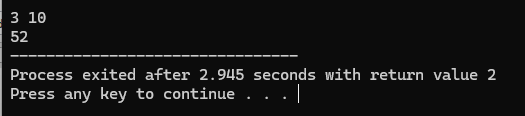 3 10
52
--------------------------------
Process exited after 2.945 seconds with return value 2
Press any key to continue . . .